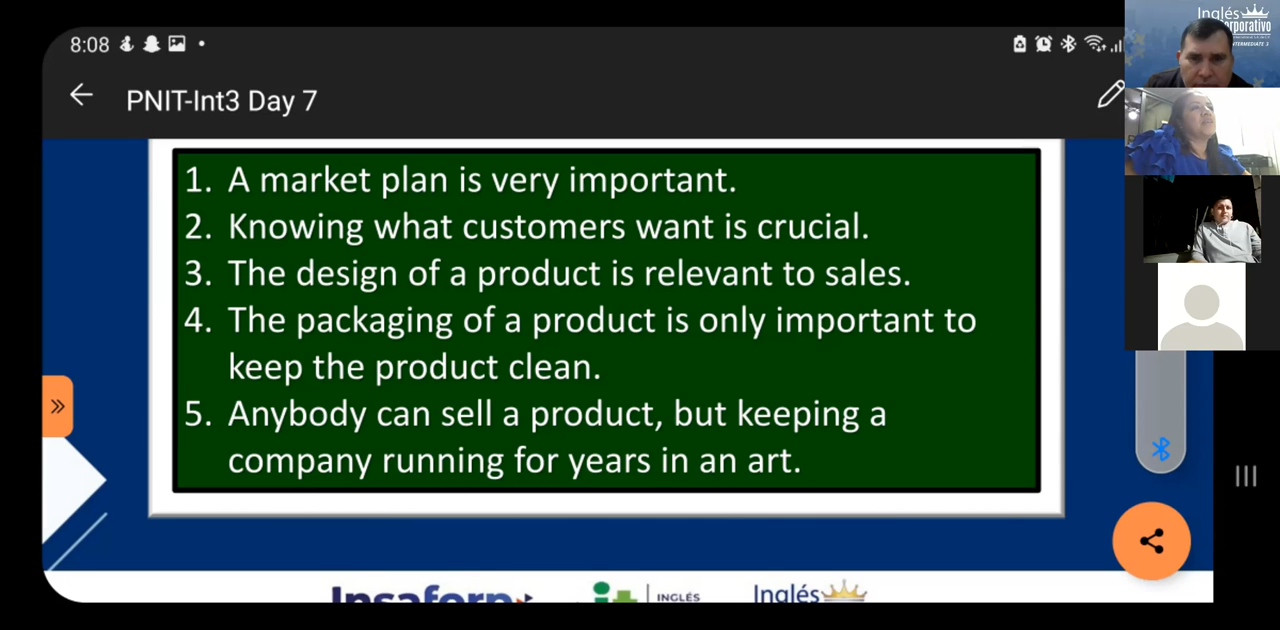 8:08
PNIT-Int3 Day 7
1. A market plan is very important.
2. Knowing what customers want is crucial.
3. The design of a product is relevant to sales.
4. The packaging of a product is only important to
keep the product clean.
5. Anybody can sell a product, but keeping a
company running for years in an art.
INGLÉS
Inglés
Inglés